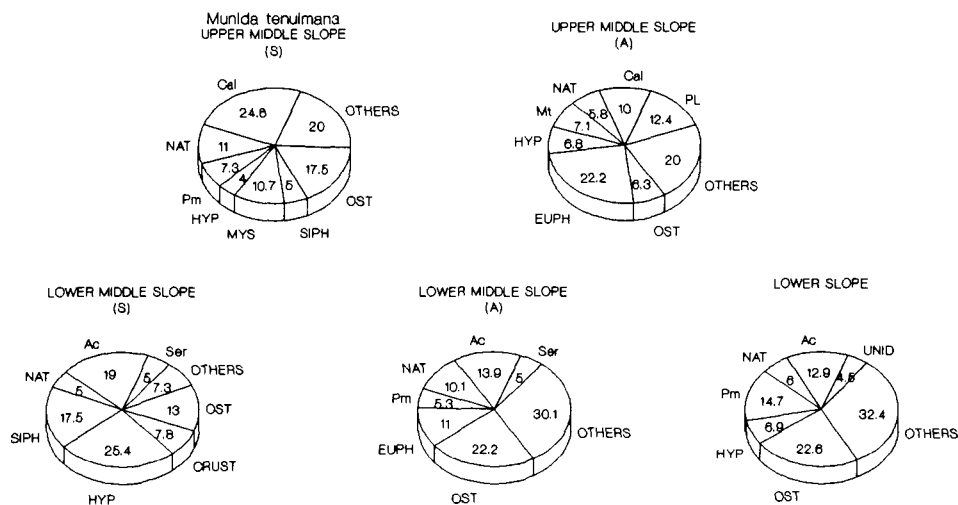 Munida tenuimana
UPPER MIDDLE SLOPE
(S)
Cal
24.6
OTHERS
20
NAT
11
17.5
OST
7.3
Pm
4
HYP
10.7
MYS
5
SIPH
UPPER MIDDLE SLOPE
(A)
NAT
5.8
Cal
10
PL
12.4
Mt
7.1
HYP
6.8
20
OTHERS
22.2
EUPH
6.3
OST
LOWER MIDDLE SLOPE
(S)
Ac
19
Ser
5
OTHERS
7.3
NAT
5
13
OST
17.5
SIPH
7.8
CRUST
25.4
HYP
LOWER MIDDLE SLOPE
(A)
Ac
13.9
Ser
5
NAT
10.1
Pm
5.3
30.1
OTHERS
11
EUPH
22.2
OST
LOWER SLOPE
Ac
12.9
UNID
4.5
NAT
6
Pm
14.7
32.4
OTHERS
6.9
HYP
22.6
OST